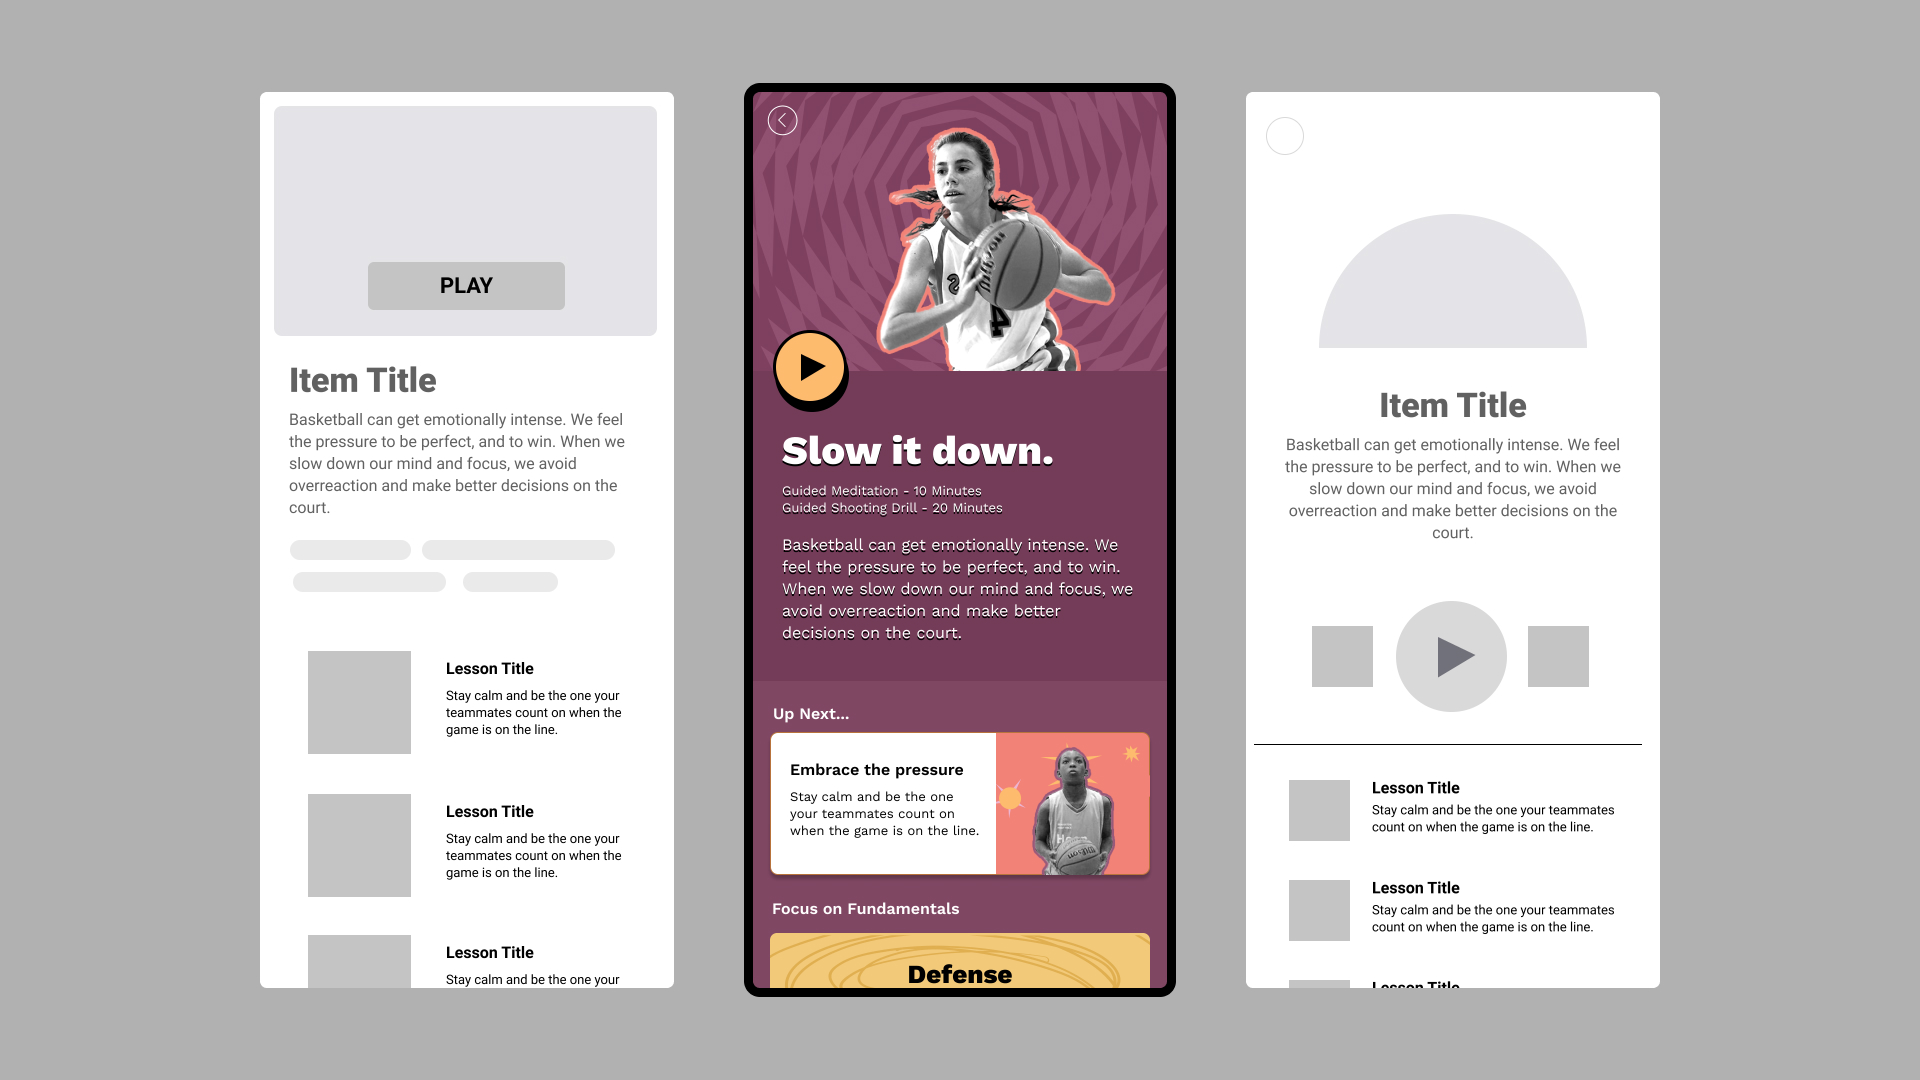 PLAY
Item Title
Basketball can get emotionally intense. We feel
the pressure to be perfect, and to win. When we
slow down our mind and focus, we avoid
overreaction and make better decisions on the
court.
Lesson Title
Stay calm and be the one your
teammates count on when the
game is on the line.
Lesson Title
Stay calm and be the one your
teammates count on when the
game is on the line.
Lesson Title
Stay calm and be the one your
4
Slow it down.
Guided Meditation - 10 Minutes
Guided Shooting Drill - 20 Minutes
Basketball can get emotionally intense. We
feel the pressure to be perfect, and to win.
When we slow down our mind and focus, we
avoid overreaction and make better
decisions on the court.
Up Next...
Embrace the pressure
Stay calm and be the one
your teammates count on
when the game is on the line.
Wilson
Focus on Fundamentals
Defense
Item Title
Basketball can get emotionally intense. We feel
the pressure to be perfect, and to win. When we
slow down our mind and focus, we avoid
overreaction and make better decisions on the
court.
Lesson Title
Stay calm and be the one your teammates
count on when the game is on the line.
Lesson Title
Stay calm and be the one your teammates
count on when the game is on the line.
Lesson Title